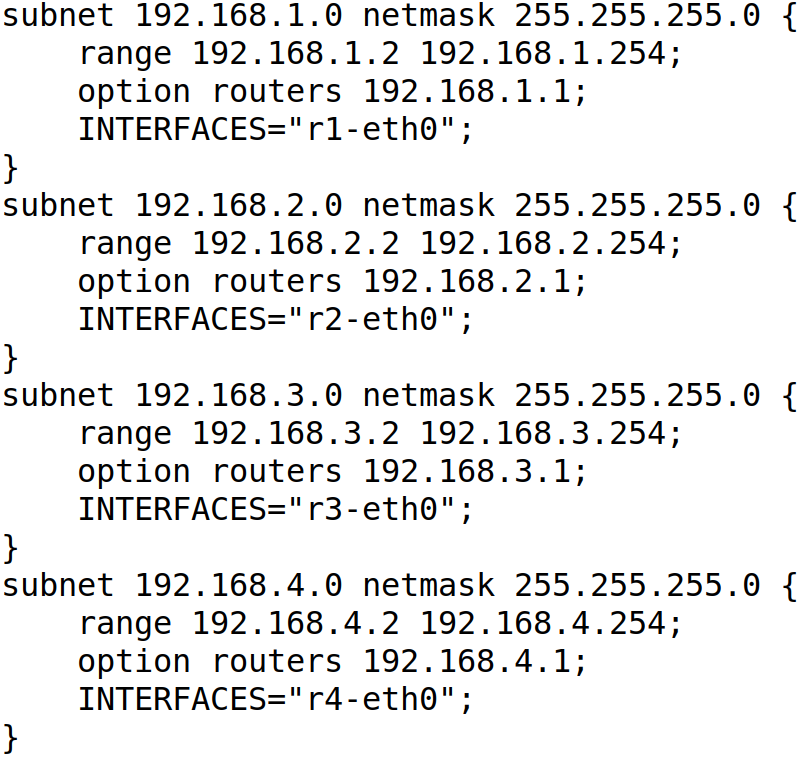 subnet 192.168.1.0 netmask 255.255.255.0 {
    range 192.168.1.2 192.168.1.254;
    option routers 192.168.1.1;
    INTERFACES="r1-eth0";
}
subnet 192.168.2.0 netmask 255.255.255.0 {
    range 192.168.2.2 192.168.2.254;
    option routers 192.168.2.1;
    INTERFACES="r2-eth0";
}
subnet 192.168.3.0 netmask 255.255.255.0 {
    range 192.168.3.2 192.168.3.254;
    option routers 192.168.3.1;
    INTERFACES="r3-eth0";
}
subnet 192.168.4.0 netmask 255.255.255.0 {
    range 192.168.4.2 192.168.4.254;
    option routers 192.168.4.1;
    INTERFACES="r4-eth0";
}